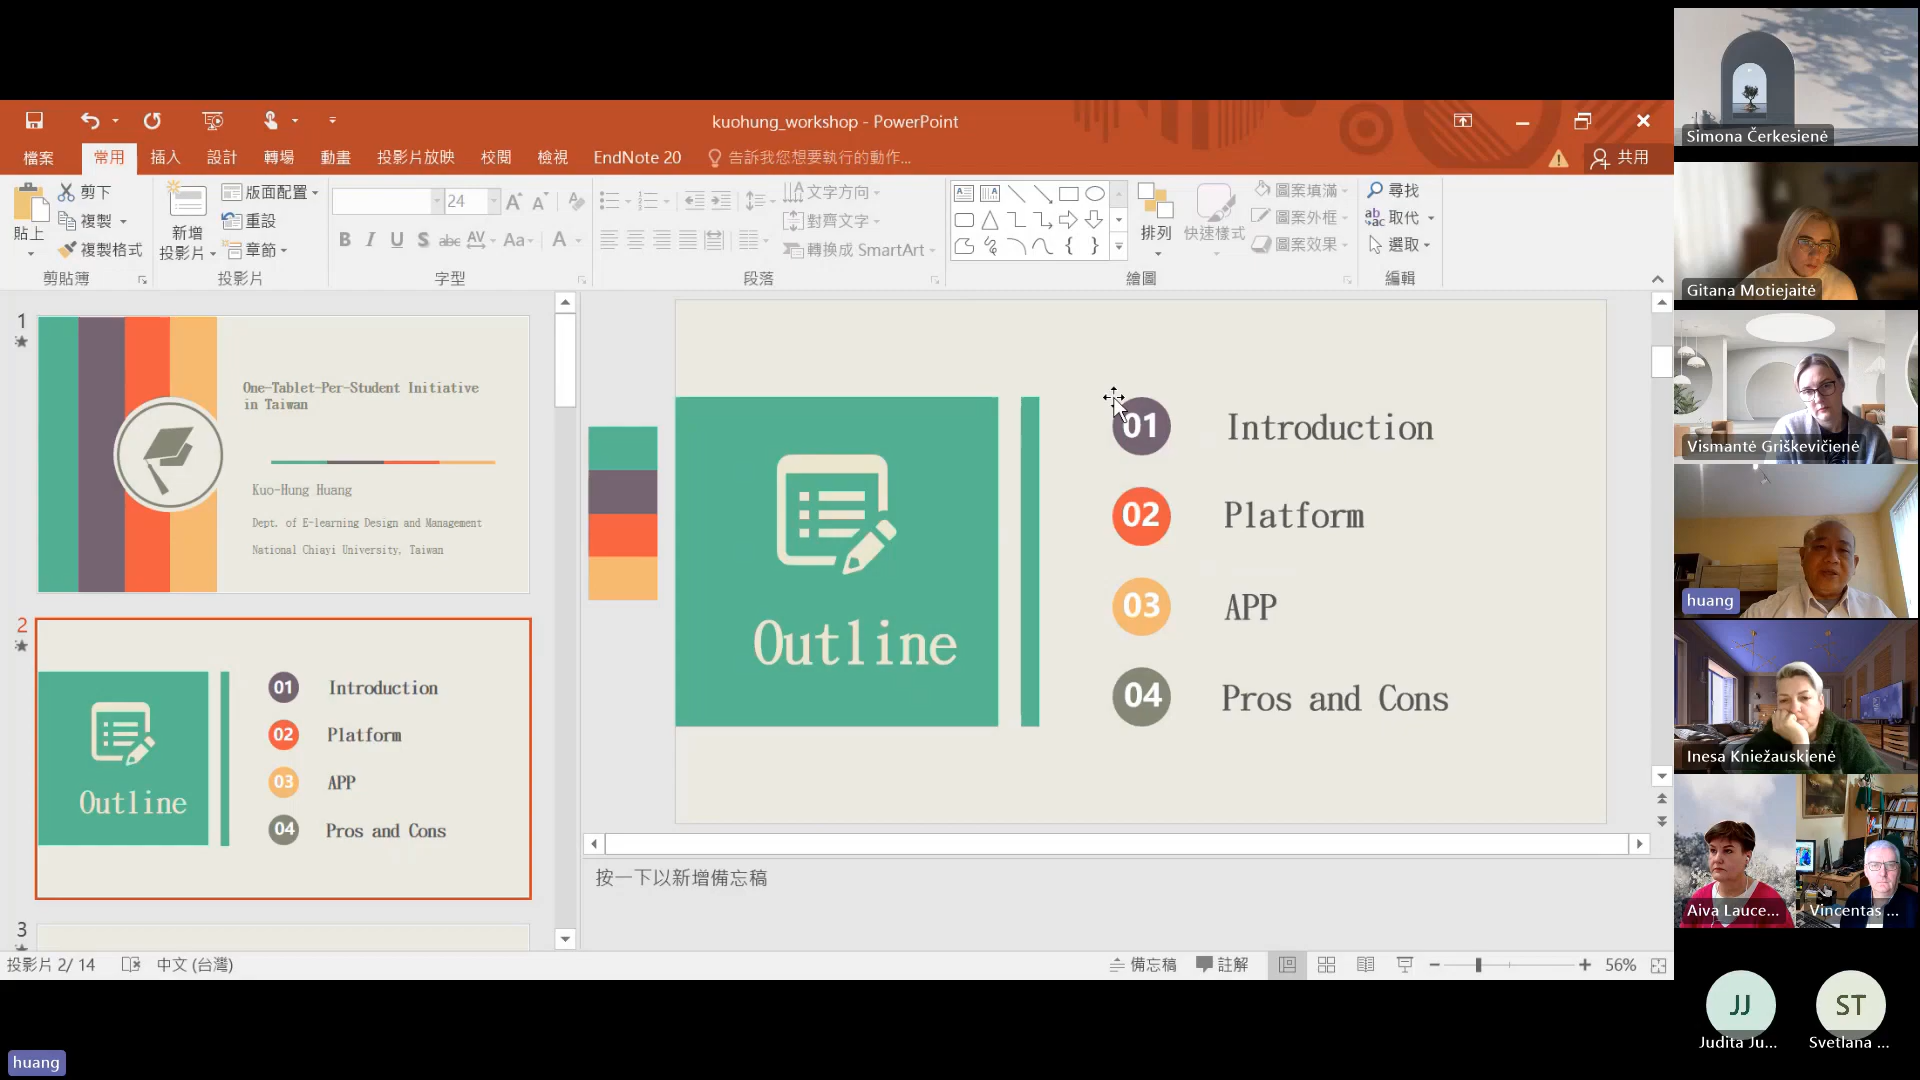 kuohung_workshop - PowerPoint
檔案 常用 插入 設計 轉場 動畫 投影片放映 校閱 檢視 EndNote 20 告訴我您想要執行的動作... 共用
貼上
剪下
複製
複製格式
剪貼簿
新增
投影片
版面配置
重設
章節
投影片
24
B I U S abc AV Aa A
字型
文字方向
對齊文字
轉換成 SmartArt
段落
排列
快速樣式
圖案填滿
圖案外框
圖案效果
繪圖
尋找
取代
選取
編輯
1
One-Tablet-Per-Student Initiative
in Taiwan
Kuo-Hung Huang
Dept. of E-learning Design and Management
National Chiayi University, Taiwan
2
Outline
01 Introduction
02 Platform
03 APP
04 Pros and Cons
3
Outline
01 Introduction
02 Platform
03 APP
04 Pros and Cons
按一下以新增備忘稿
投影片 2/ 14 中文 (台灣) 備忘稿 註解 56%
Simona Čerkesienė
Gitana Motiejaitė
Vismantė Griškevičienė
huang
Inesa Kniežauskienė
Aiva Lauce...
Vincentas ...
JJ
Judita Ju...
ST
Svetlana ...
huang